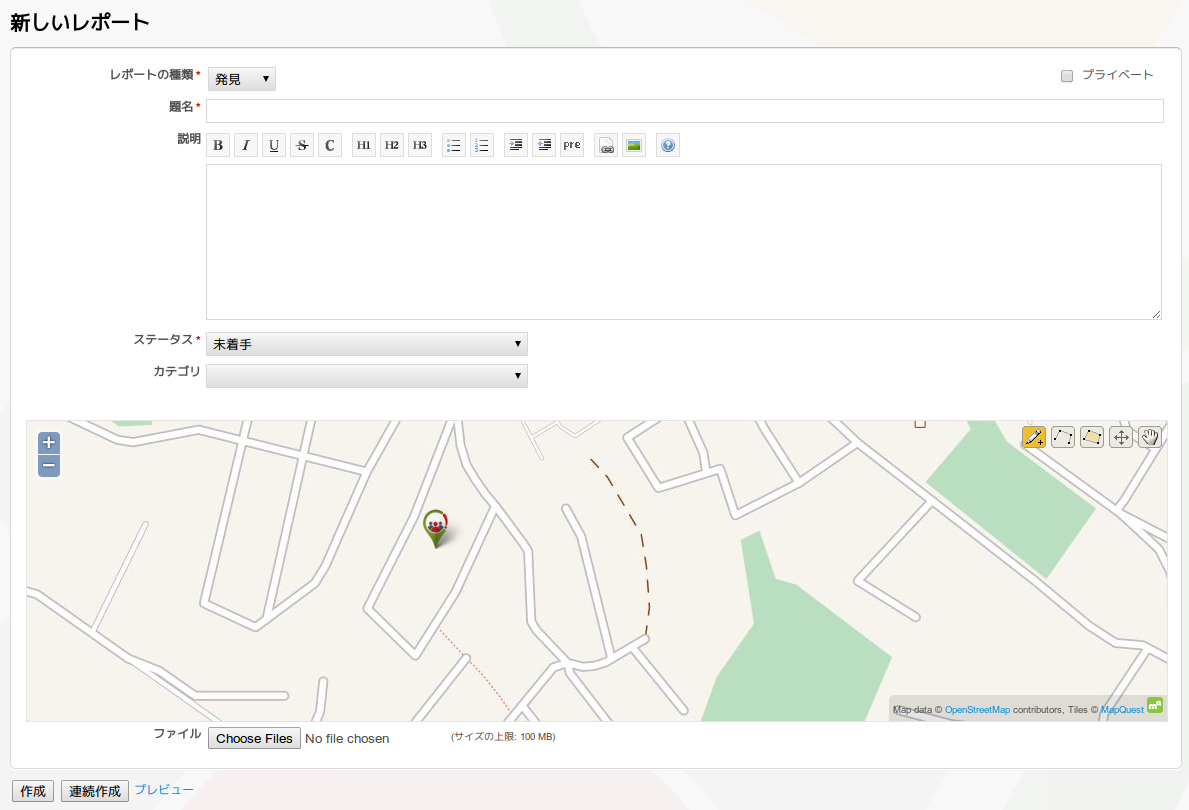 新しいレポート
レポートの種類* 発見 プライベート
題名*
説明 B I U S C H1 H2 H3 pre
ステータス* 未着手
カテゴリ
+
−
Map data © OpenStreetMap contributors, Tiles © MapQuest
ファイル Choose Files No file chosen (サイズの上限: 100 MB)
作成 連続作成 プレビュー